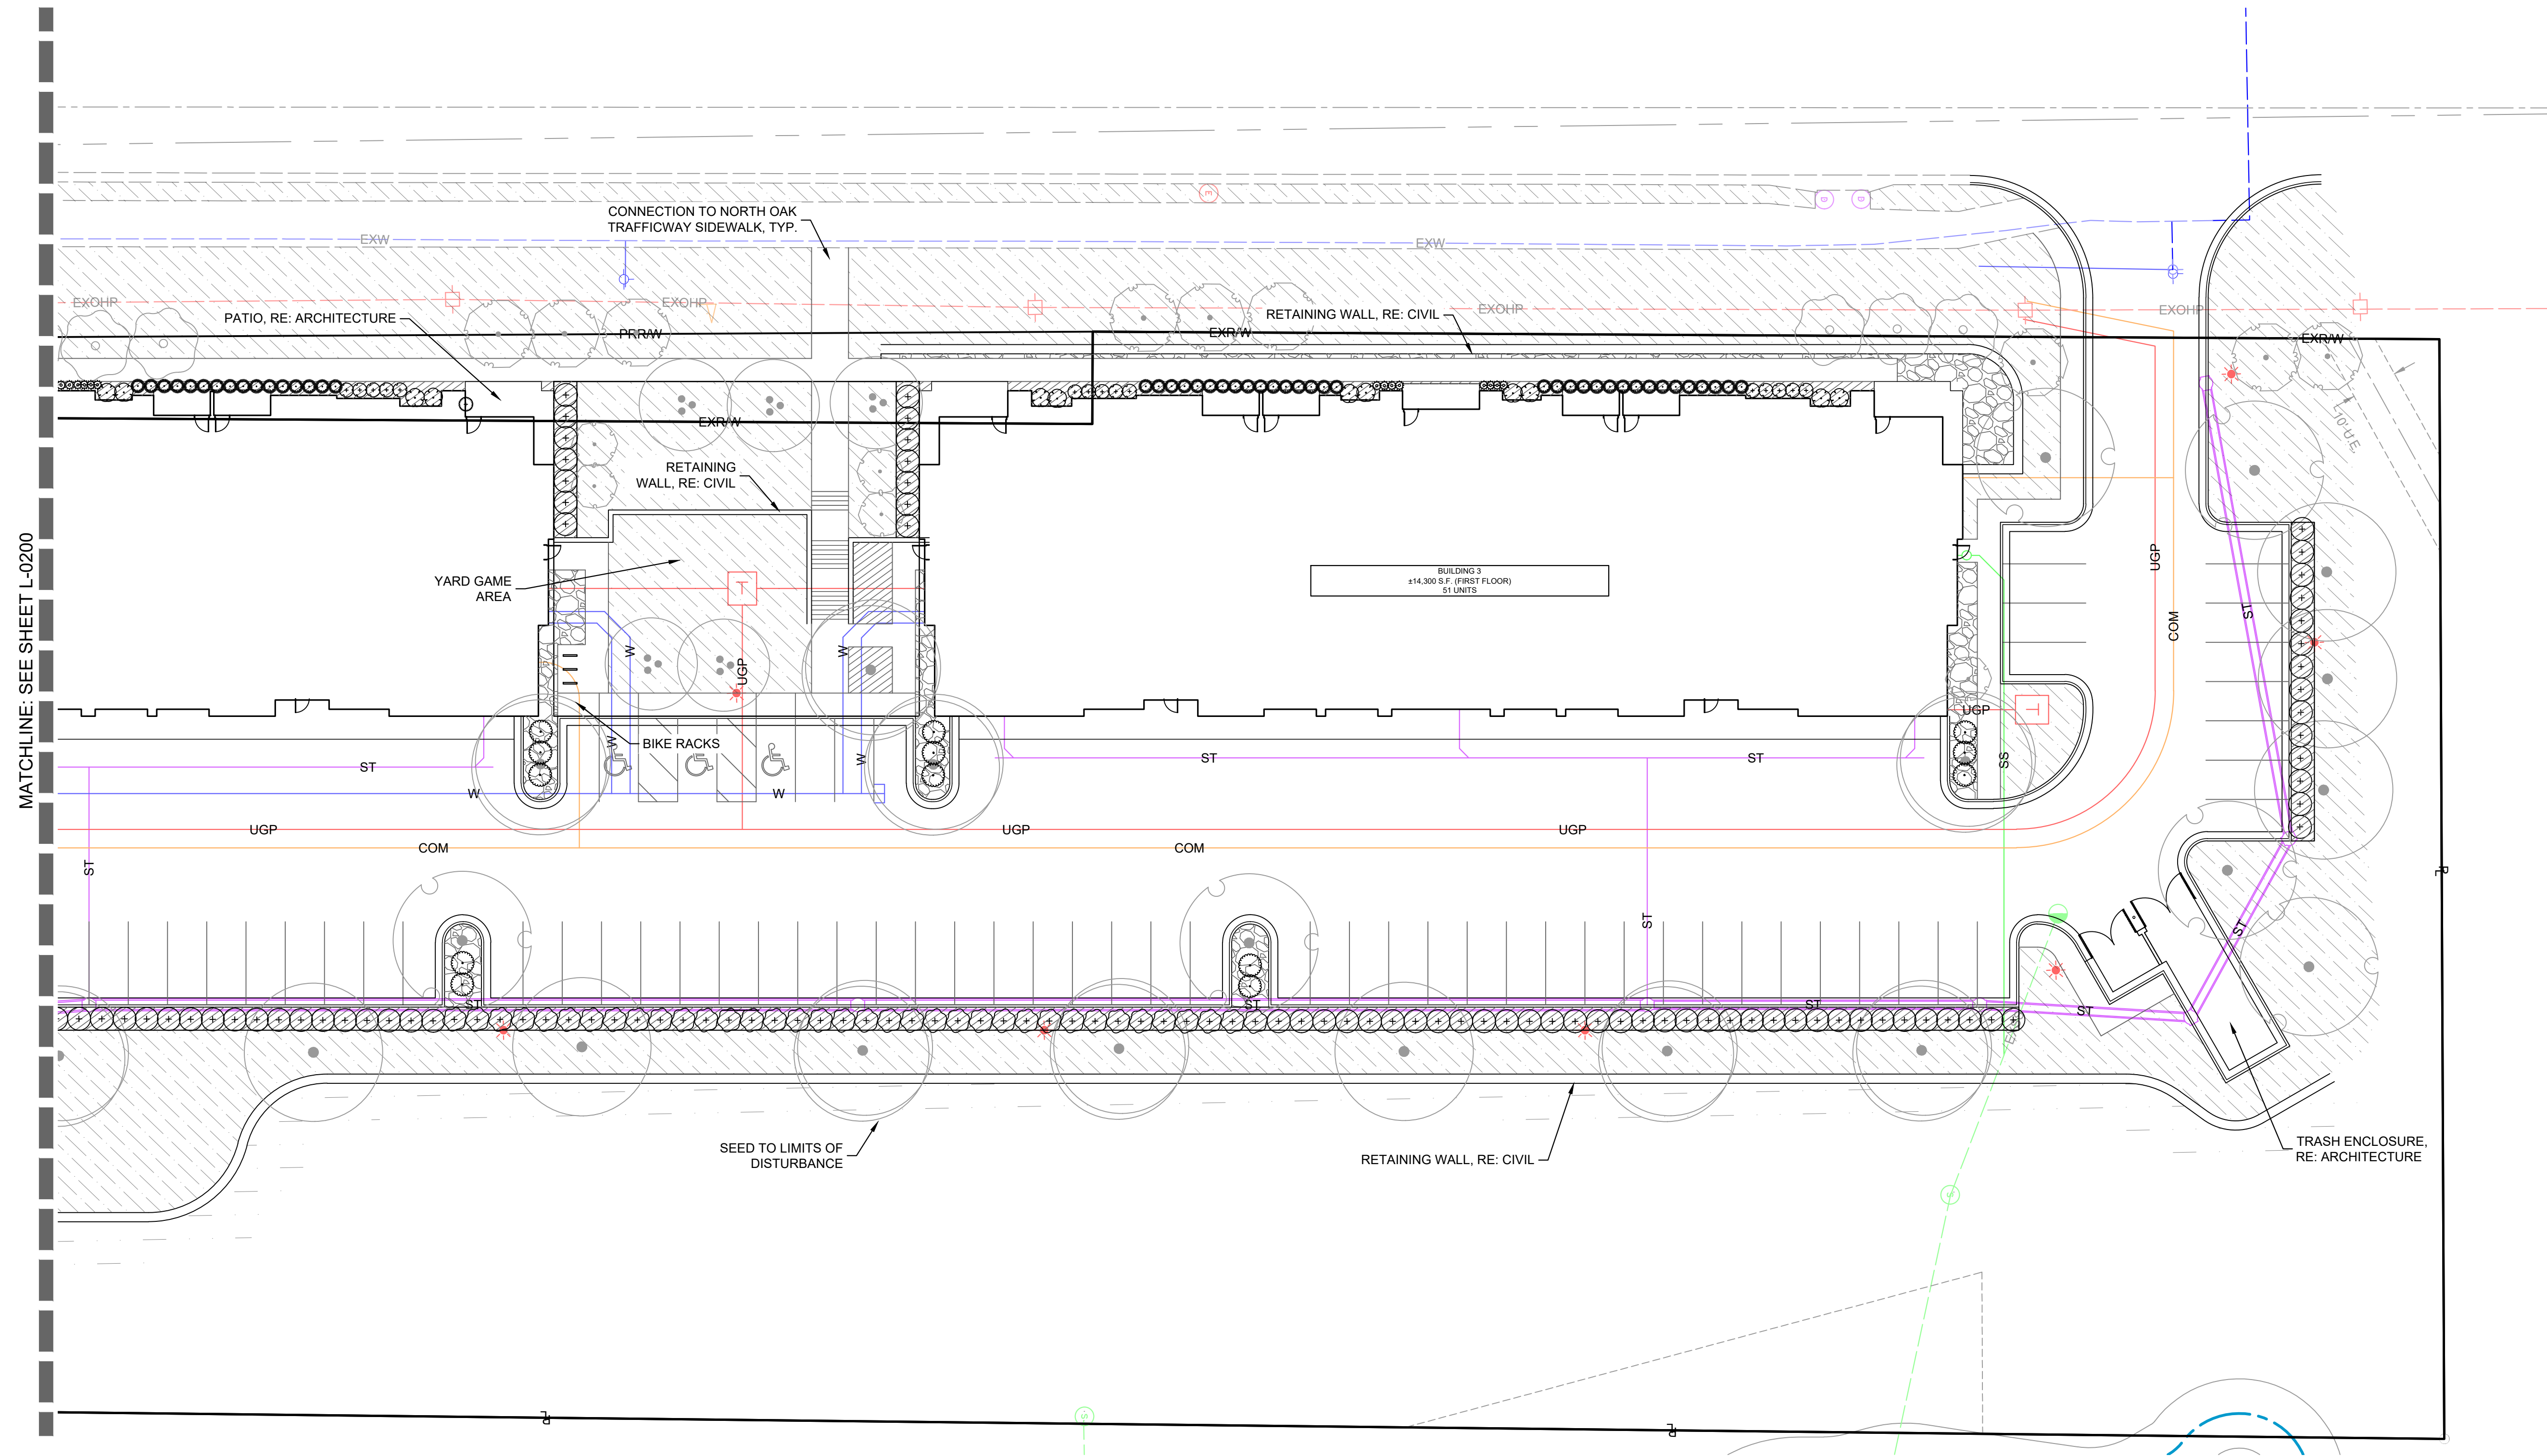 CONNECTION TO NORTH OAK
TRAFFICWAY SIDEWALK, TYP.
E
D
D
EXW
EXW
EXOHP
EXOHP
EXOHP
EXOHP
PATIO, RE: ARCHITECTURE
RETAINING WALL, RE: CIVIL
PRR/W
EXR/W
EXR/W
EXR/W
10' U.E.
RETAINING
WALL, RE: CIVIL
MATCHLINE: SEE SHEET L-0200
YARD GAME
AREA
T
BUILDING 3
±14,300 S.F. (FIRST FLOOR)
51 UNITS
UGP
COM
ST
W
W
UGP
UGP
T
BIKE RACKS
W
W
SS
ST
ST
ST
W
W
UGP
UGP
UGP
COM
COM
ST
ST
ST
PL
ST
ST
ST
ST
SEED TO LIMITS OF
DISTURBANCE
RETAINING WALL, RE: CIVIL
TRASH ENCLOSURE,
RE: ARCHITECTURE
S
S
PL
PL